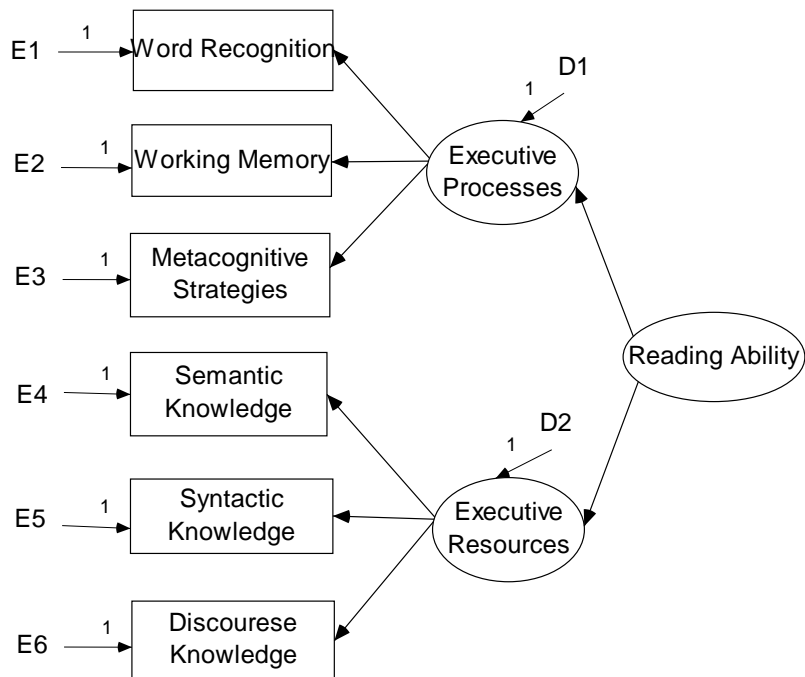 E1
1
Word Recognition
E2
1
Working Memory
E3
1
Metacognitive
Strategies
E4
1
Semantic
Knowledge
E5
1
Syntactic
Knowledge
E6
1
Discourese
Knowledge
D1
1
Executive
Processes
D2
1
Executive
Resources
Reading Ability